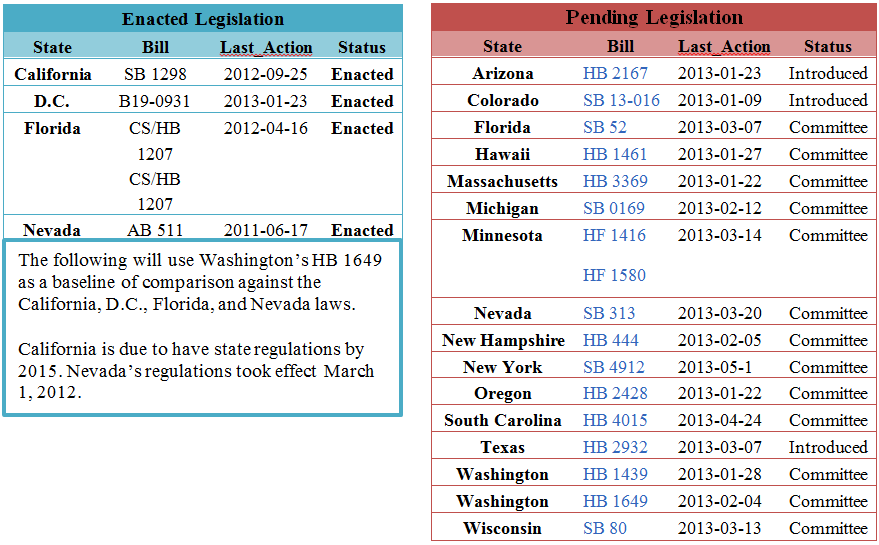 Enacted Legislation
State Bill Last_Action Status
California SB 1298 2012-09-25 Enacted
D.C. B19-0931 2013-01-23 Enacted
Florida CS/HB 2012-04-16 Enacted
1207
CS/HB
1207
Nevada AB 511 2011-06-17 Enacted
The following will use Washington’s HB 1649
as a baseline of comparison against the
California, D.C., Florida, and Nevada laws.
California is due to have state regulations by
2015. Nevada’s regulations took effect March
1, 2012.
Pending Legislation
State Bill Last_Action Status
Arizona HB 2167 2013-01-23 Introduced
Colorado SB 13-016 2013-01-09 Introduced
Florida SB 52 2013-03-07 Committee
Hawaii HB 1461 2013-01-27 Committee
Massachusetts HB 3369 2013-01-22 Committee
Michigan SB 0169 2013-02-12 Committee
Minnesota HF 1416 2013-03-14 Committee
HF 1580
Nevada SB 313 2013-03-20 Committee
New Hampshire HB 444 2013-02-05 Committee
New York SB 4912 2013-05-1 Committee
Oregon HB 2428 2013-01-22 Committee
South Carolina HB 4015 2013-04-24 Committee
Texas HB 2932 2013-03-07 Introduced
Washington HB 1439 2013-01-28 Committee
Washington HB 1649 2013-02-04 Committee
Wisconsin SB 80 2013-03-13 Committee